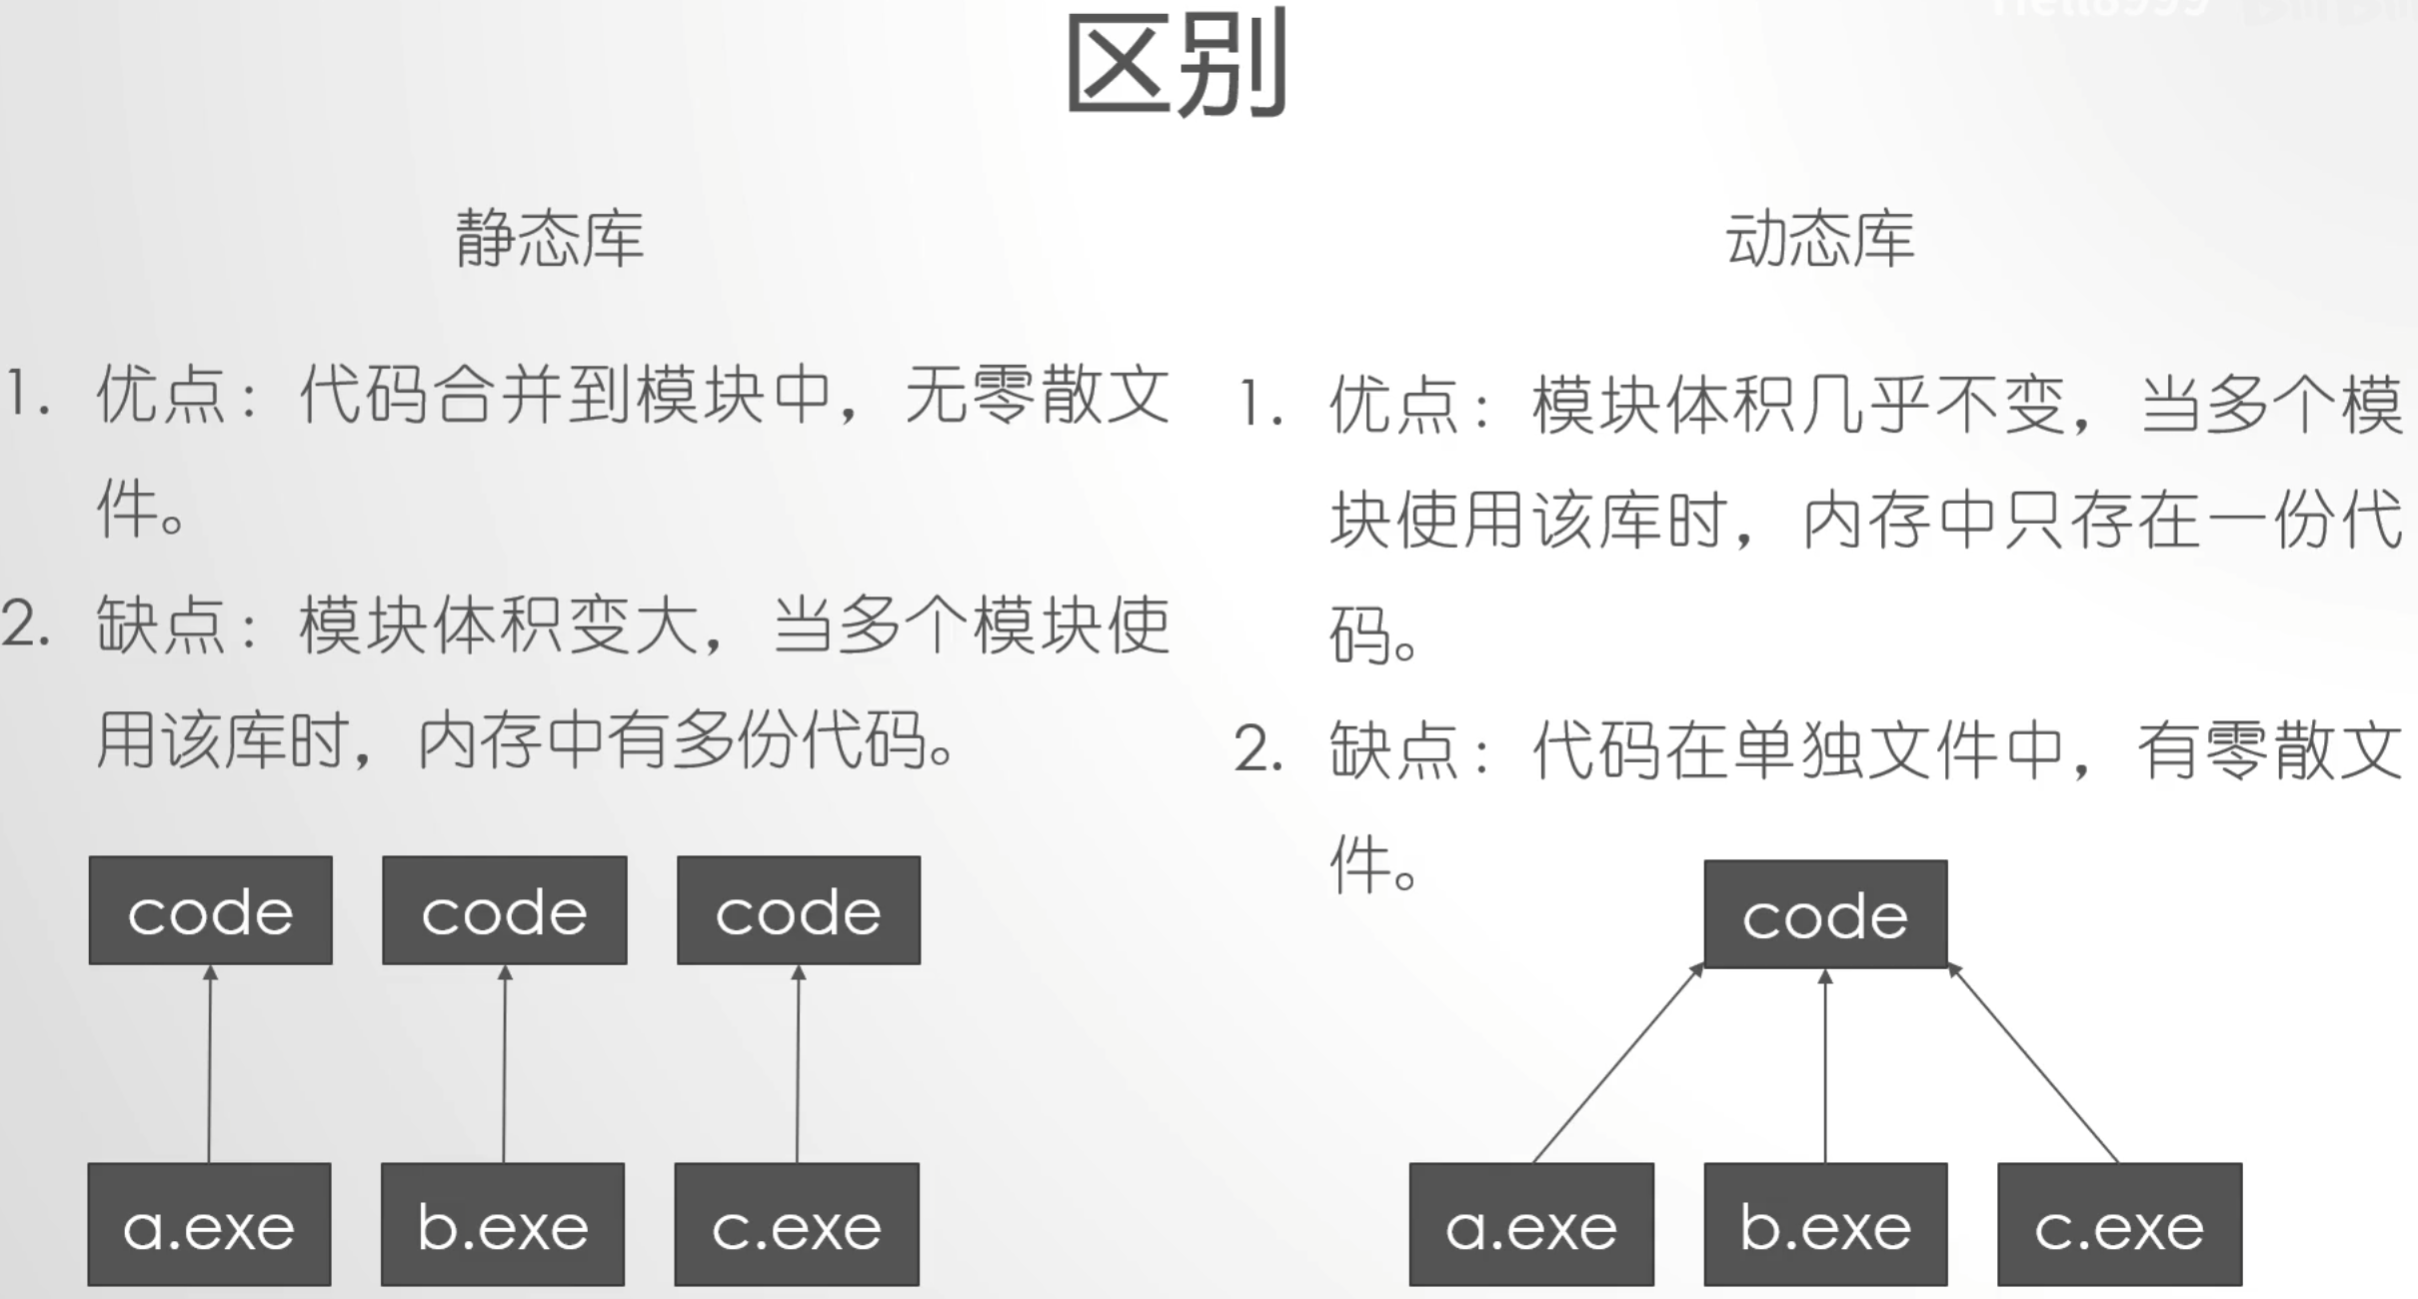 区别
静态库
1. 优点：代码合并到模块中，无零散文
件。
2. 缺点：模块体积变大，当多个模块使
用该库时，内存中有多份代码。
code code code
a.exe b.exe c.exe
动态库
1. 优点：模块体积几乎不变，当多个模
块使用该库时，内存中只存在一份代
码。
2. 缺点：代码在单独文件中，有零散文
件。
code
a.exe b.exe c.exe